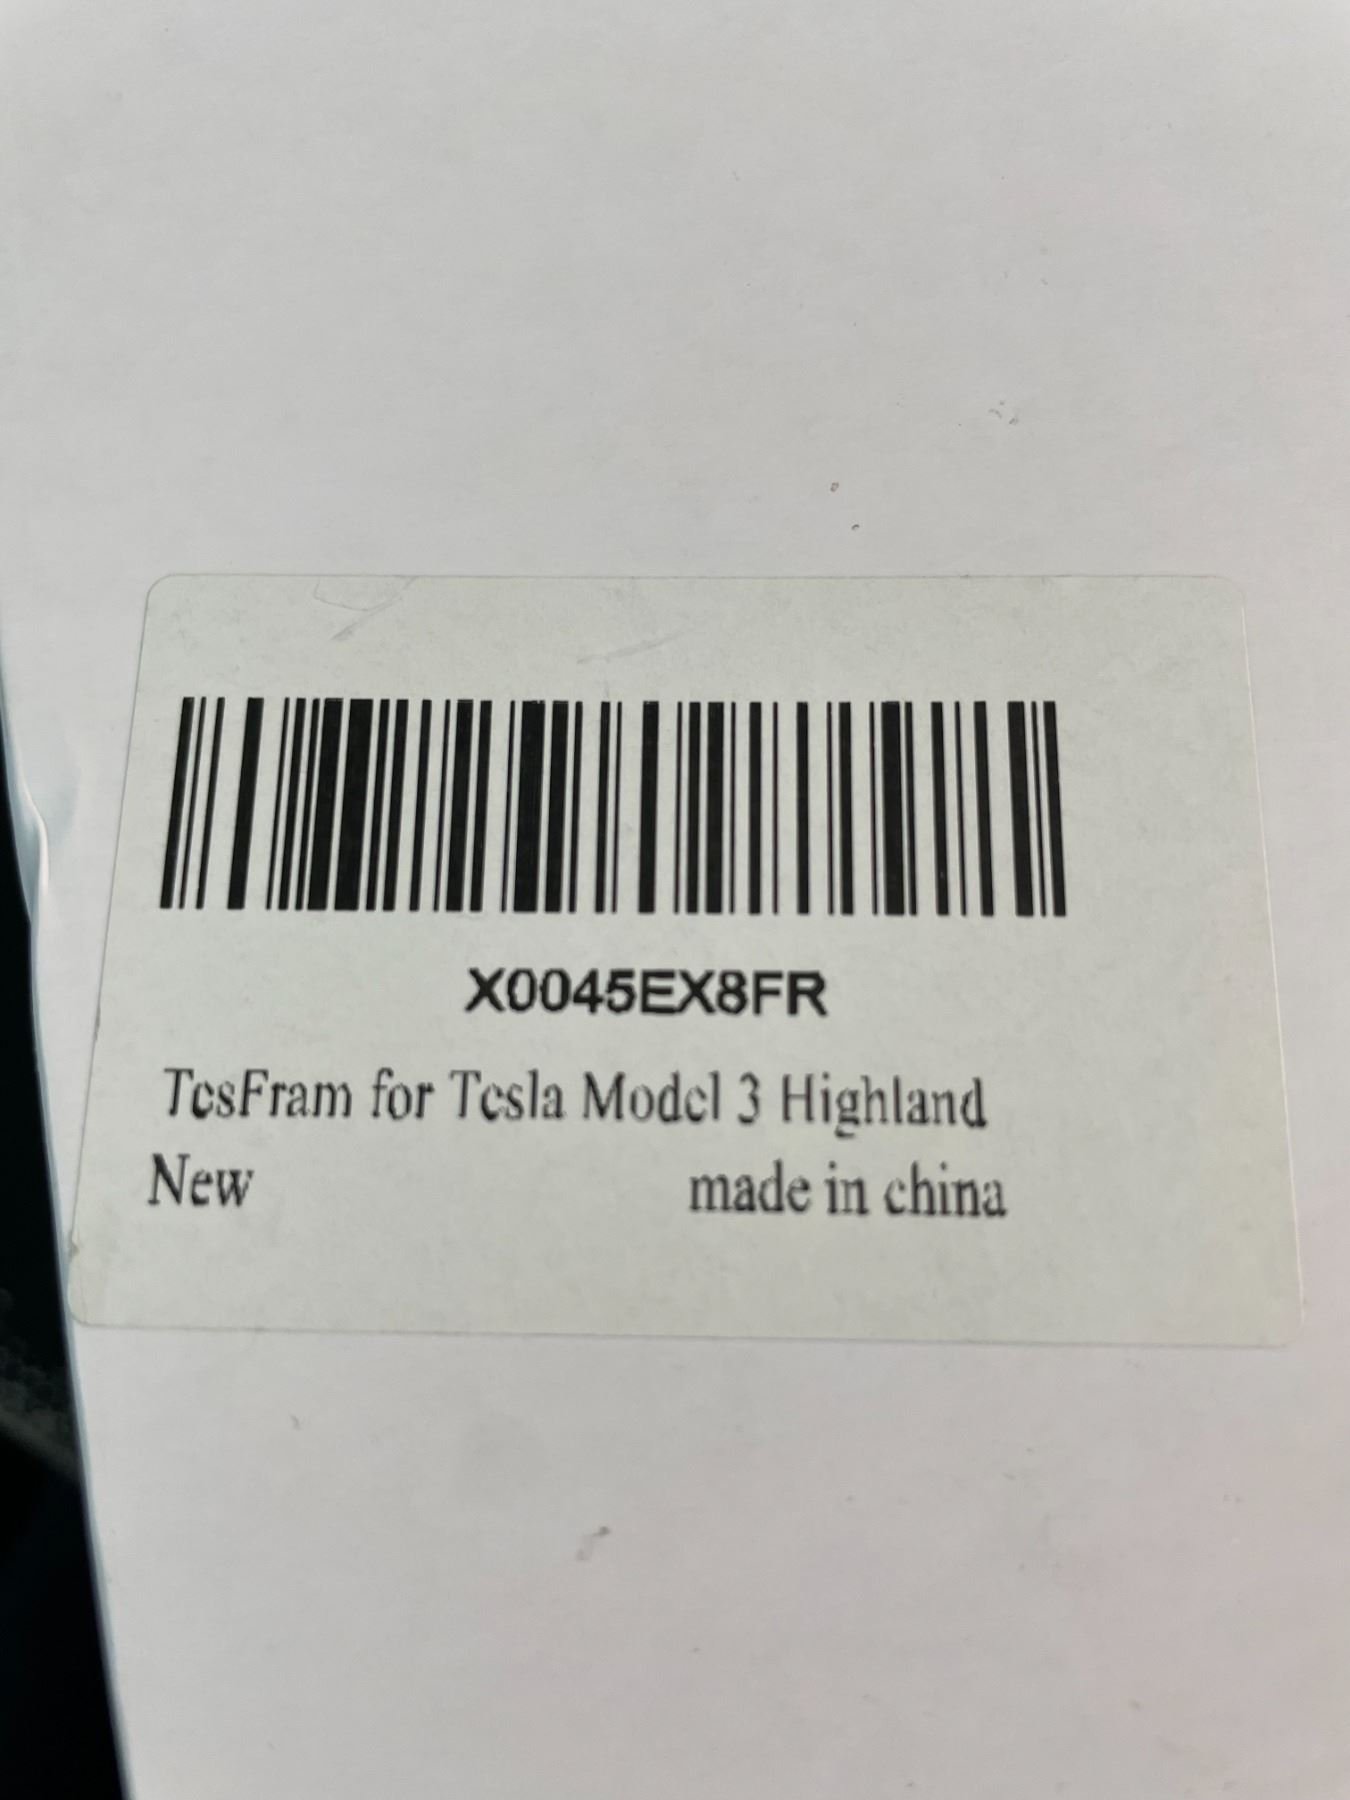 X0045EX8FR
TesFram for Tesla Model 3 Highland
New made in china